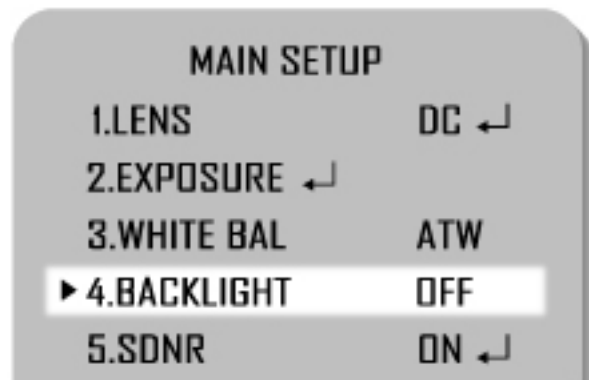 MAIN SETUP
1.LENS DC ↵
2.EXPOSURE ↵
3.WHITE BAL ATW
▶ 4.BACKLIGHT OFF
5.SDNR ON ↵